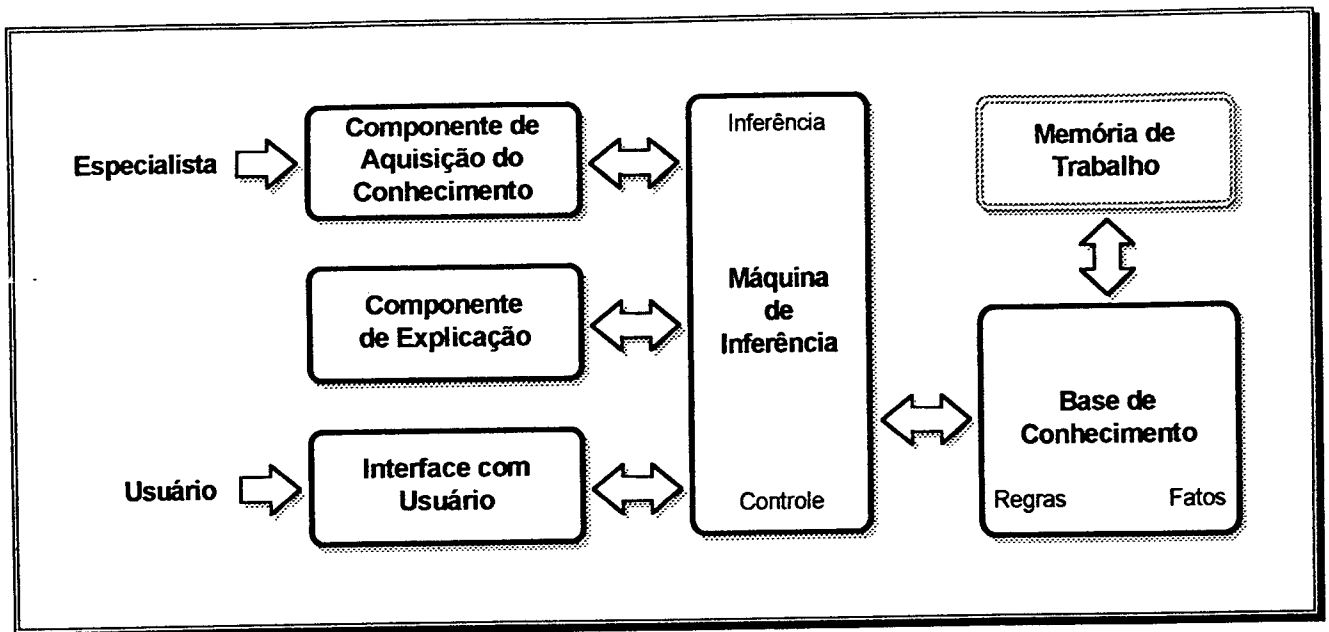 Especialista
Componente de
Aquisição do
Conhecimento
Componente
de Explicação
Usuário
Interface com
Usuário
Inferência
Máquina
de
Inferência
Controle
Memória de
Trabalho
Base de
Conhecimento
Regras
Fatos